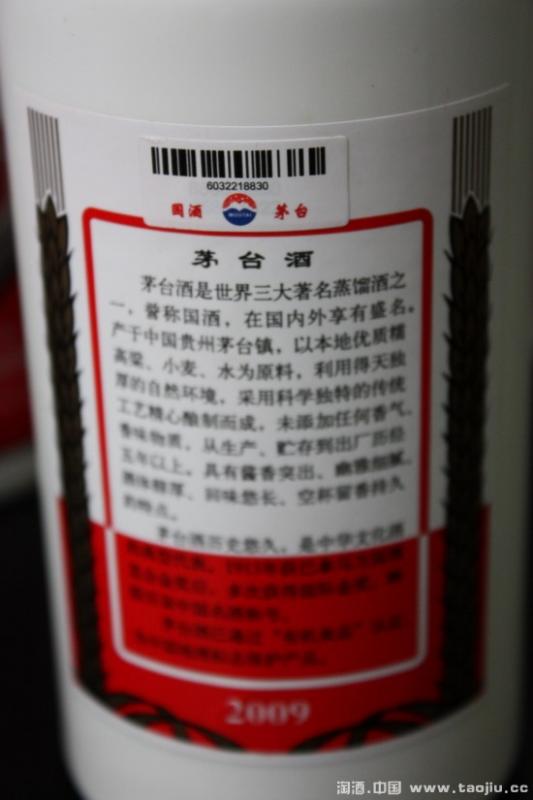 6032218830
国酒 MOUTAI 茅台
茅台酒
茅台酒是世界三大著名蒸馏酒之
一，誉称国酒，在国内外享有盛名。
产于中国贵州茅台镇，以本地优质糯
高粱、小麦、水为原料，利用得天独
厚的自然环境，采用科学独特的传统
工艺精心酿制而成，未添加任何香气、
香味物质，从生产、贮存到出厂历经
五年以上。具有酱香突出、幽雅细腻、
酒体醇厚、回味悠长、空杯留香持久
的特点。
茅台酒历史悠久，是中华文化酒
2009
淘酒.中国 www.taojiu.cc